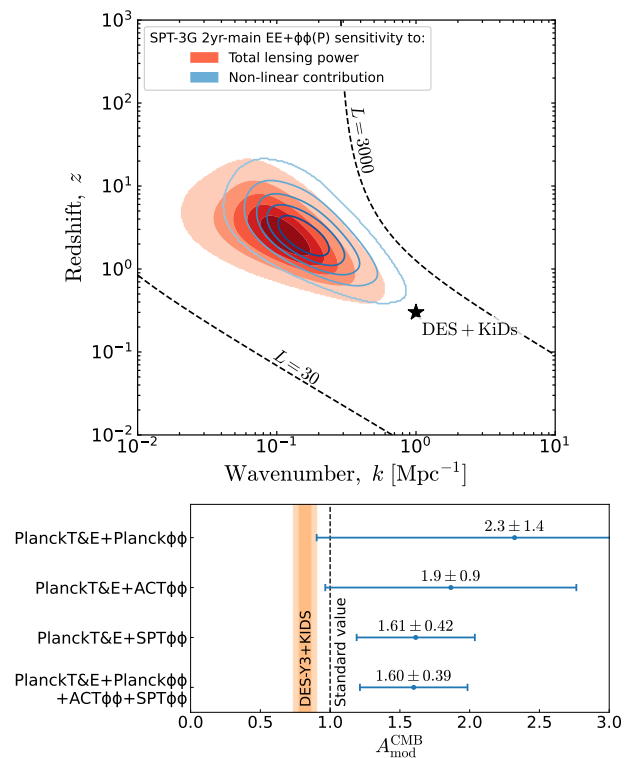 SPT-3G 2yr-main EE+ϕϕ(P) sensitivity to:
Total lensing power
Non-linear contribution
10³
10²
10¹
10⁰
10⁻¹
10⁻²
Redshift, z
L = 3000
L = 30
DES + KiDs
10⁻² 10⁻¹ 10⁰ 10¹
Wavenumber, k [Mpc⁻¹]
PlanckT&E+Planckϕϕ
2.3 ± 1.4
PlanckT&E+ACTϕϕ
1.9 ± 0.9
PlanckT&E+SPTϕϕ
1.61 ± 0.42
PlanckT&E+Planckϕϕ
+ACTϕϕ+SPTϕϕ
1.60 ± 0.39
DES-Y3+KIDS
Standard value
0.0 0.5 1.0 1.5 2.0 2.5 3.0
A_mod^CMB